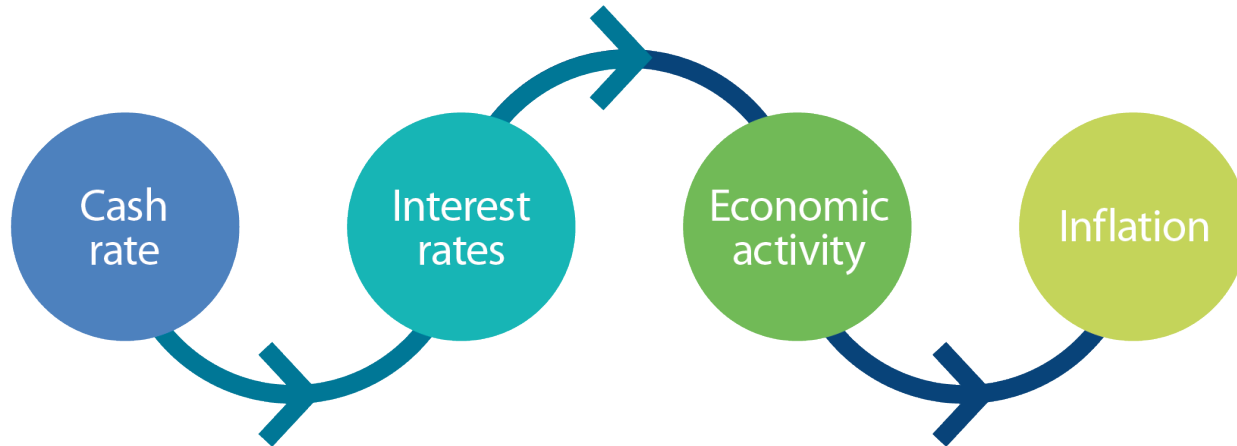 Cash
rate
Interest
rates
Economic
activity
Inflation